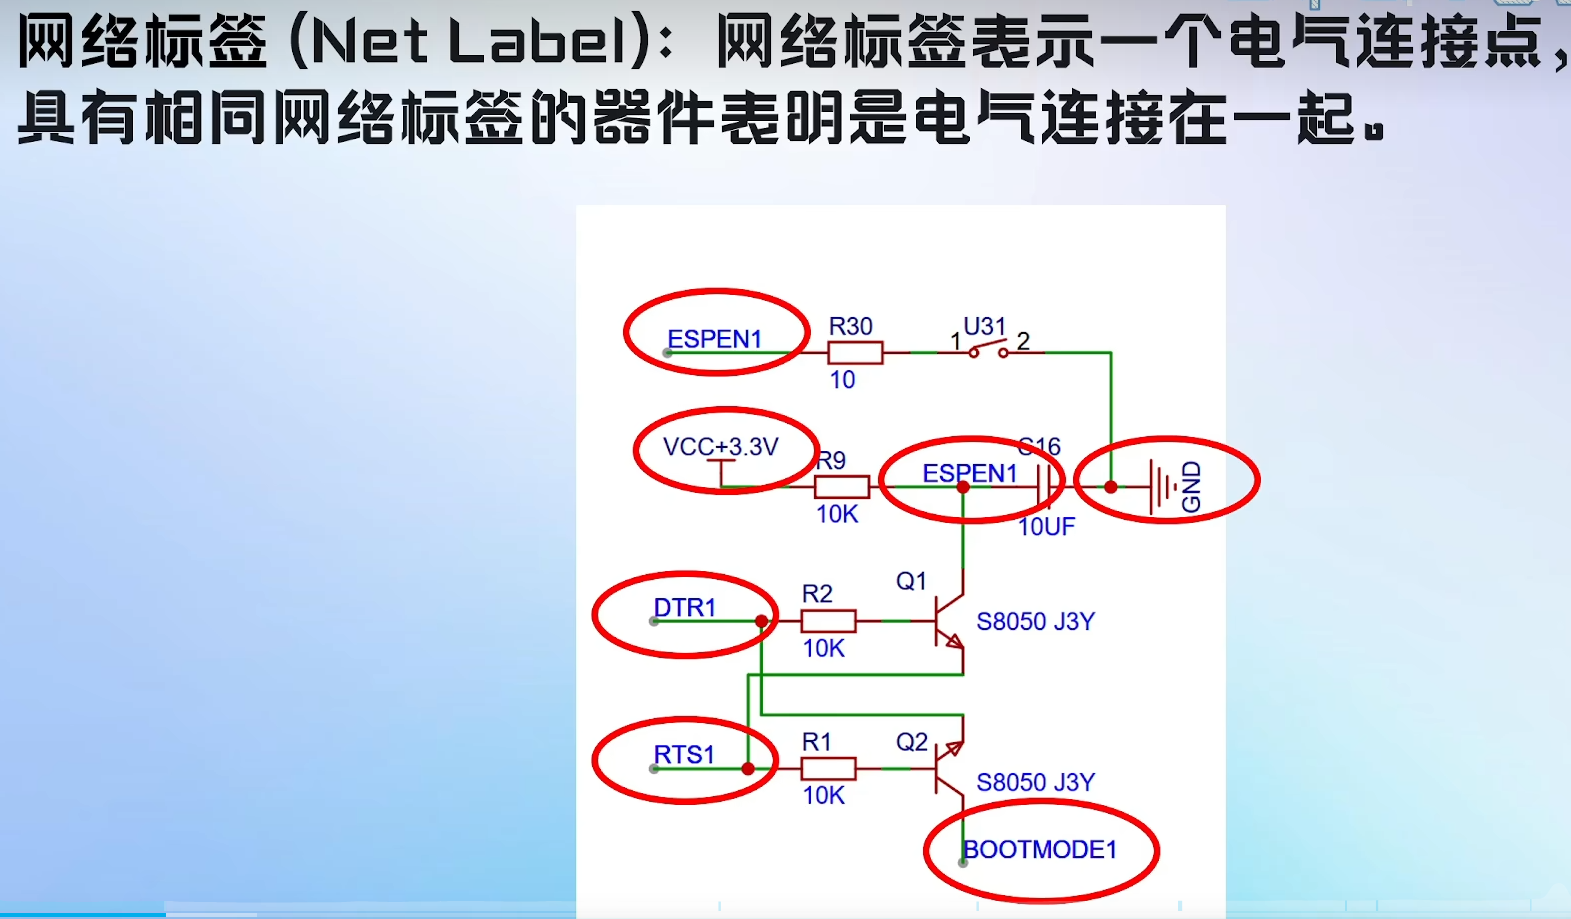 网络标签（Net Label）：网络标签表示一个电气连接点，
具有相同网络标签的器件表明是电气连接在一起。
ESPEN1
R30
10
U31
1
2
VCC+3.3V
R9
10K
ESPEN1
C16
10UF
GND
DTR1
R2
10K
Q1
S8050 J3Y
RTS1
R1
10K
Q2
S8050 J3Y
BOOTMODE1